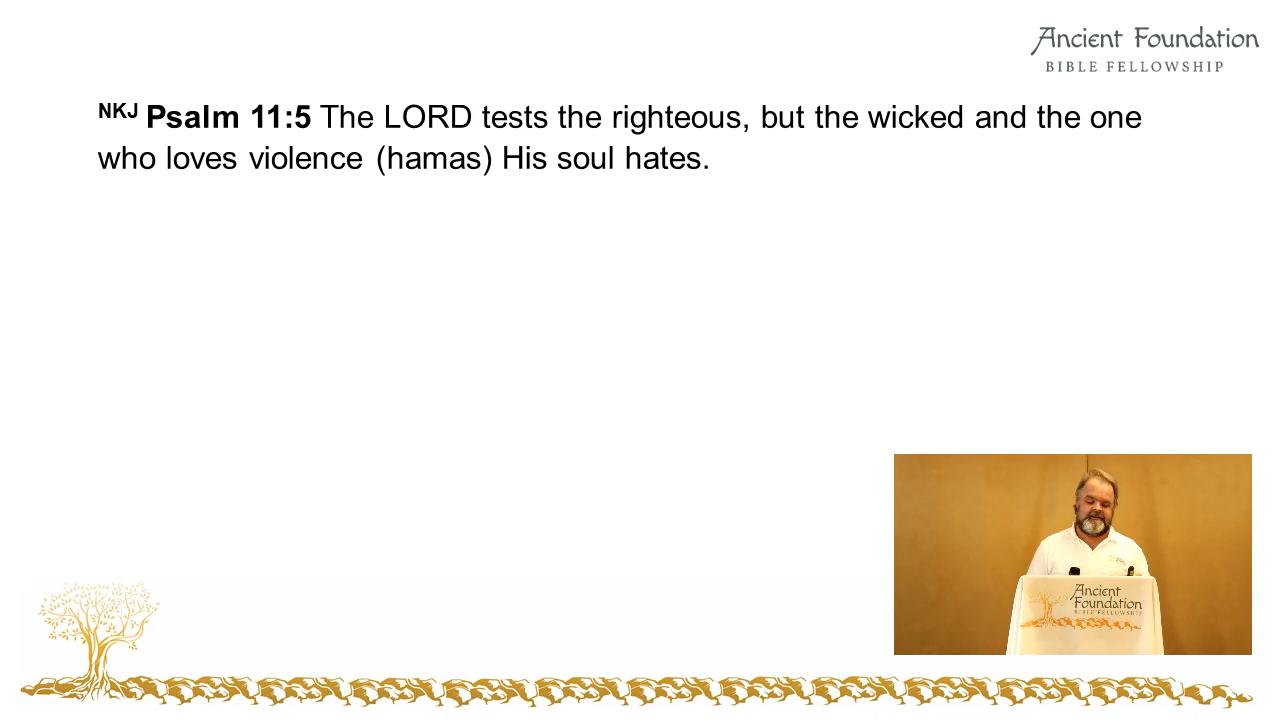 Ancient Foundation
BIBLE FELLOWSHIP
NKJ Psalm 11:5 The LORD tests the righteous, but the wicked and the one
who loves violence (hamas) His soul hates.
Ancient
Foundation
BIBLE FELLOWSHIP